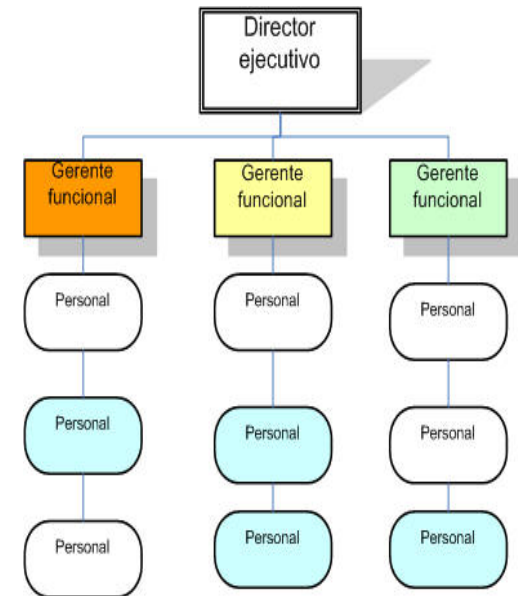 Director
ejecutivo
Gerente
funcional
Gerente
funcional
Gerente
funcional
Personal
Personal
Personal
Personal
Personal
Personal
Personal
Personal
Personal